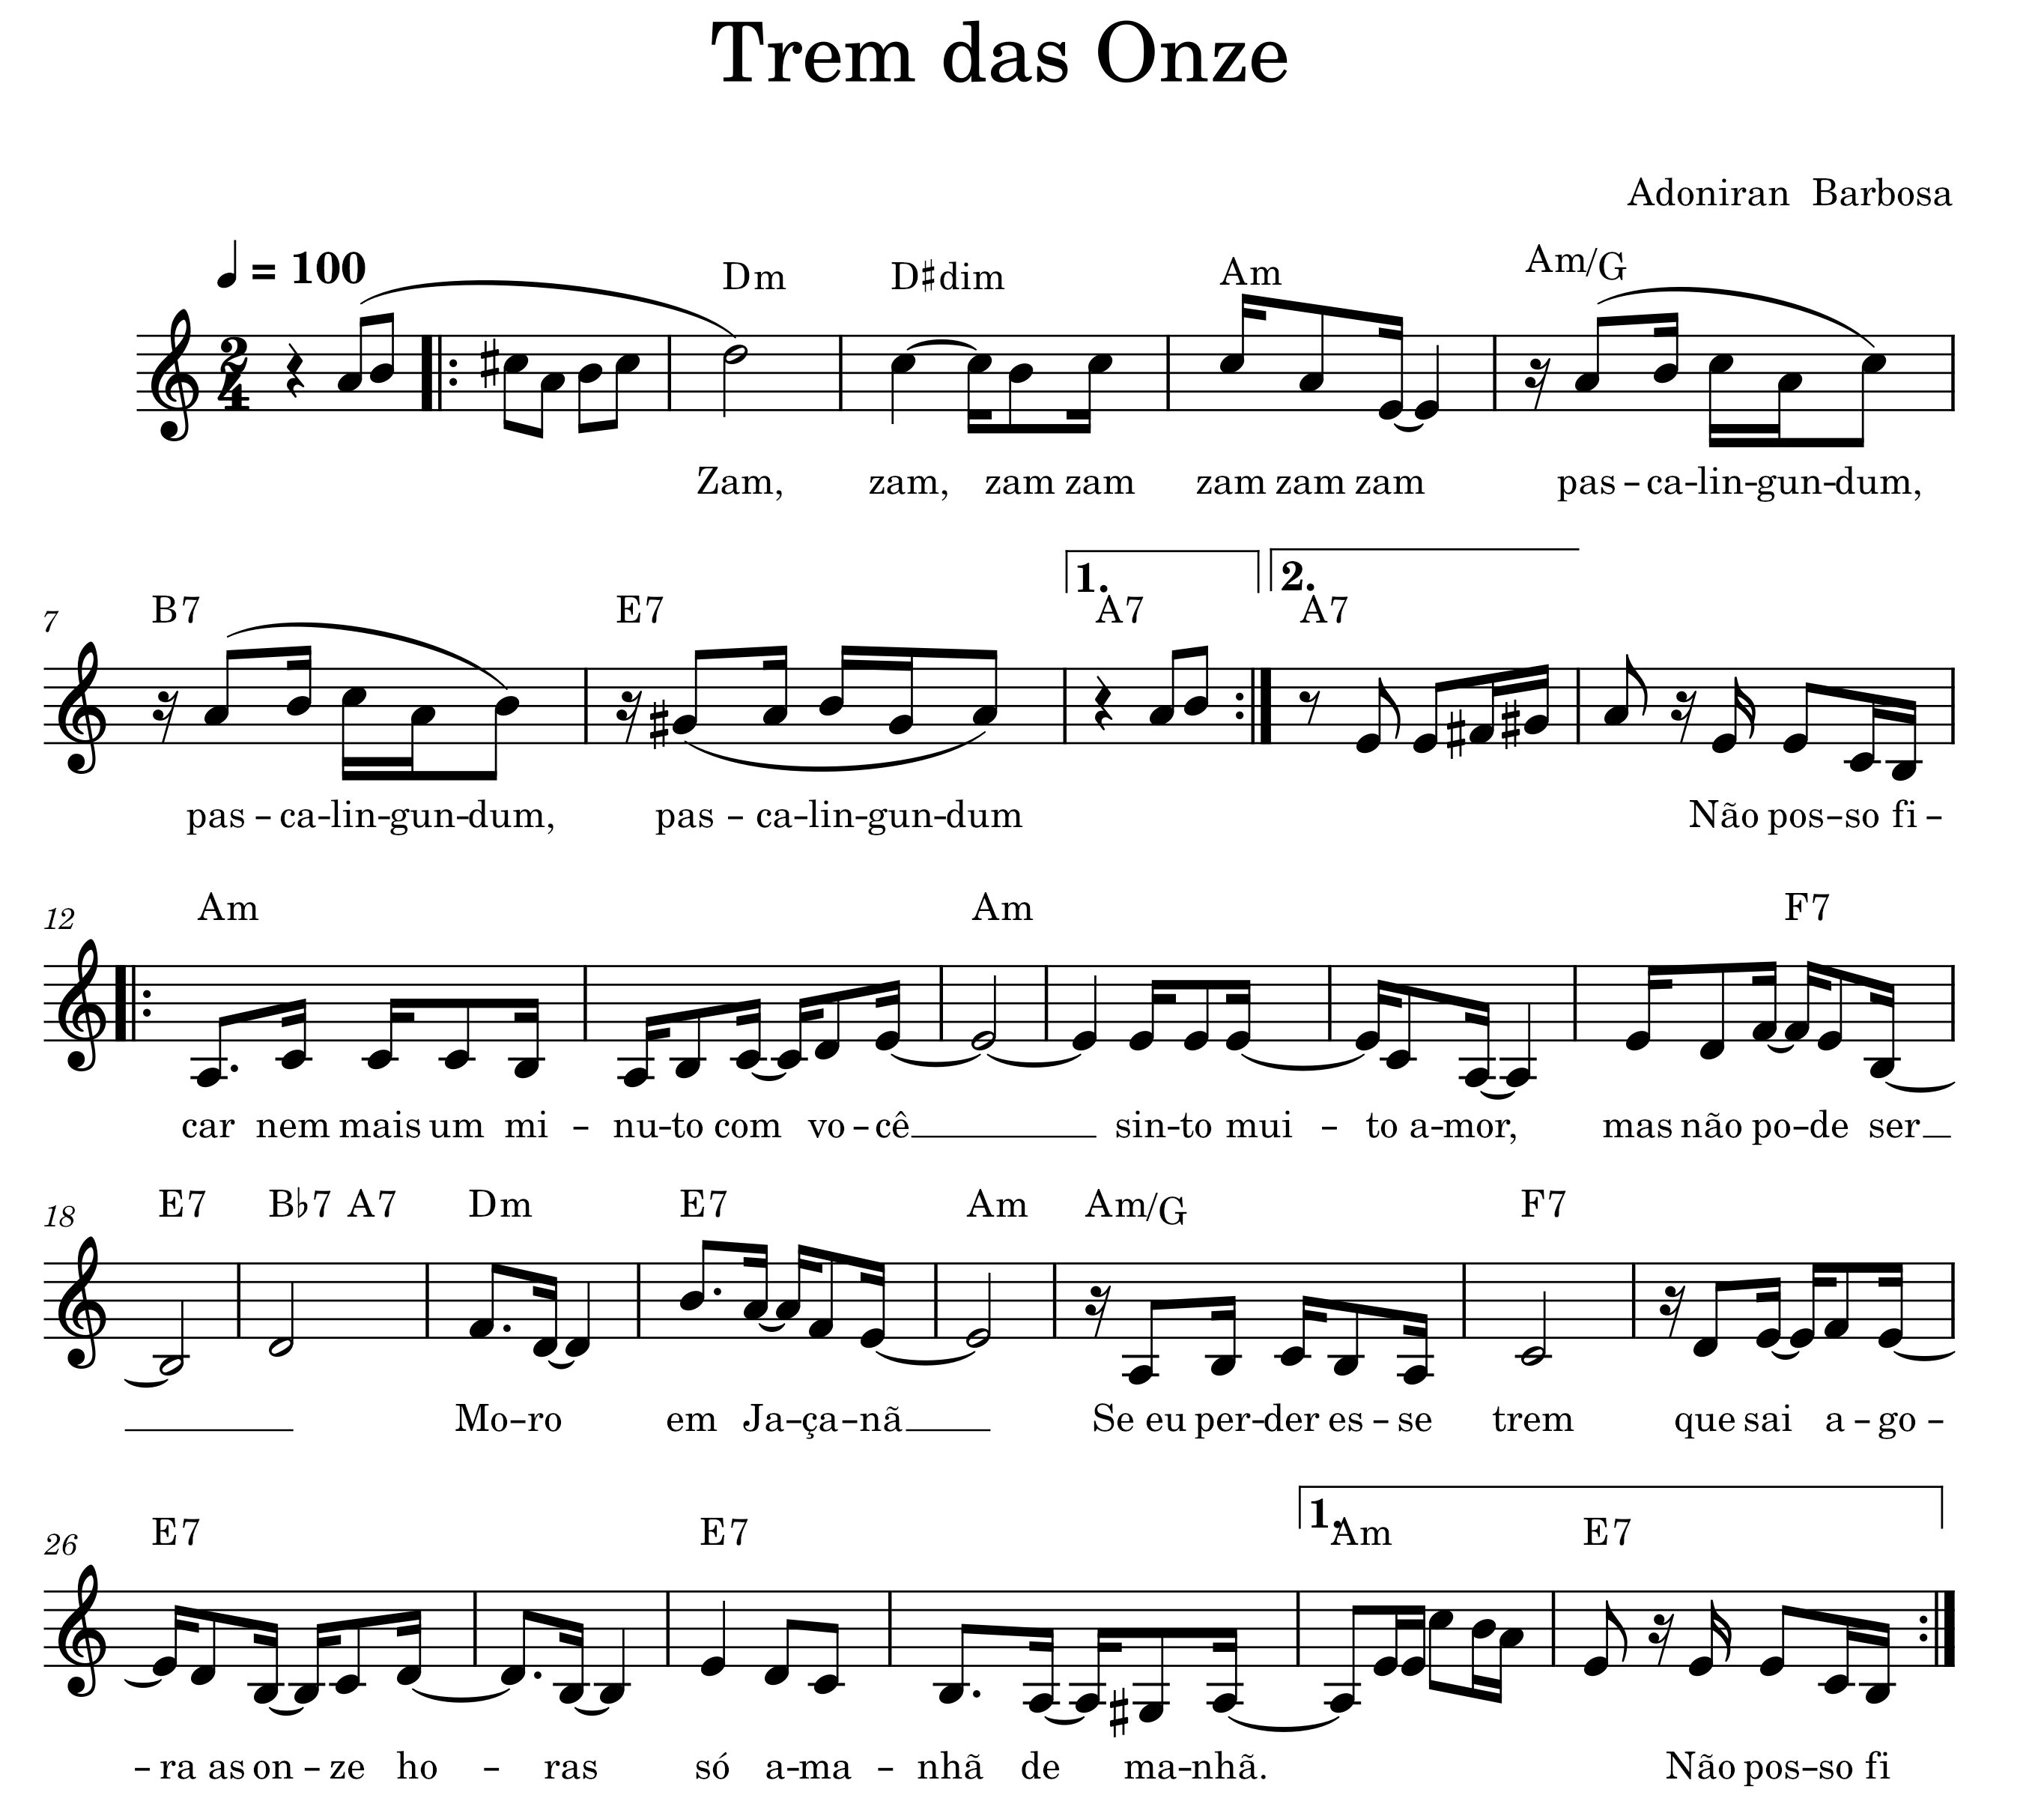 Trem das Onze
Adoniran Barbosa
= 100
Dm D♯dim Am Am/G
2
4
Zam, zam, zam zam zam zam zam pas – ca – lin – gun – dum,
1. 2.
7 B7 E7 A7 A7
pas – ca – lin – gun – dum, pas – ca – lin – gun – dum Não pos – so fi –
12 Am Am F7
car nem mais um mi – nu – to com vo – cê sin – to mui – to a – mor, mas não po – de ser
18 E7 B♭7 A7 Dm E7 Am Am/G F7
Mo – ro em Ja – ça – nã Se eu per – der es – se trem que sai a – go –
1.
26 E7 E7 Am E7
– ra as on – ze ho – ras só a – ma – nhã de ma – nhã. Não pos – so fi